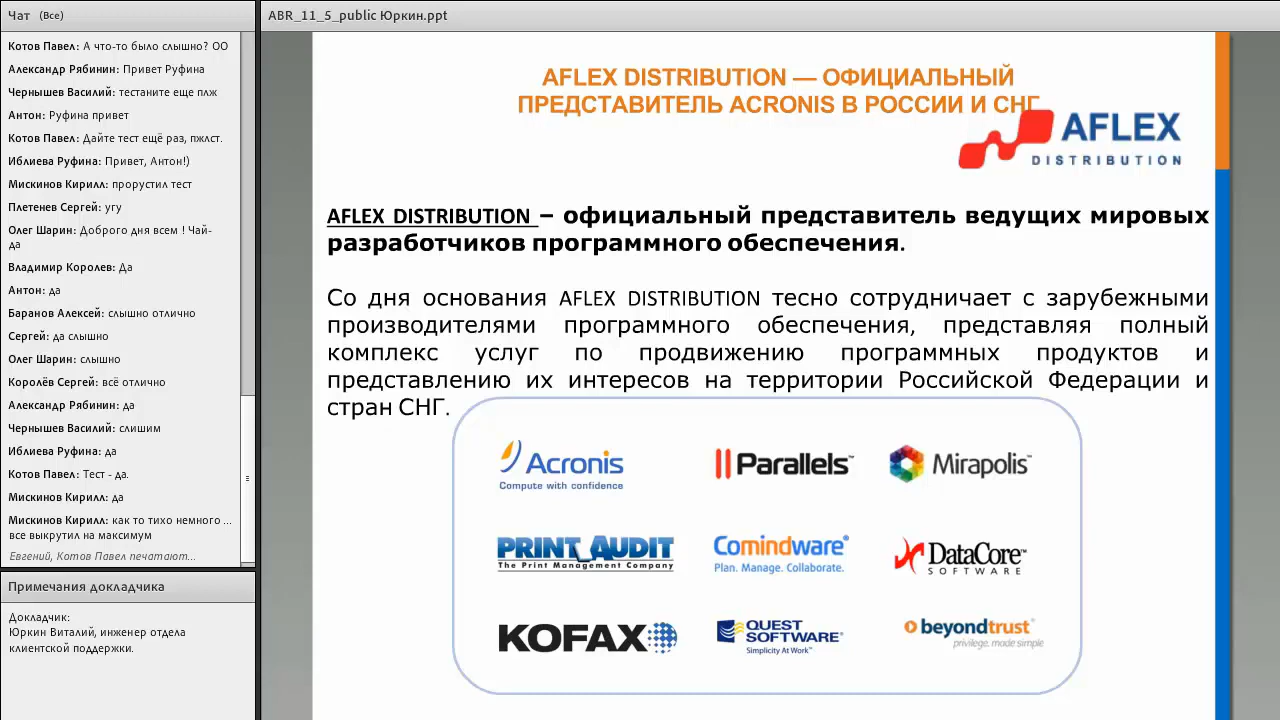 Чат (Все)
Котов Павел: А что-то было слышно? ОО
Александр Рябинин: Привет Руфина
Чернышев Василий: тестаните еще плж
Антон: Руфина привет
Котов Павел: Дайте тест ещё раз, пжлст.
Иблиева Руфина: Привет, Антон!)
Мискинов Кирилл: прорустил тест
Плетенев Сергей: угу
Олег Шарин: Доброго дня всем ! Чай-
да
Владимир Королев: Да
Антон: да
Баранов Алексей: слышно отлично
Сергей: да слышно
Олег Шарин: слышно
Королёв Сергей: всё отлично
Александр Рябинин: да
Чернышев Василий: слишим
Иблиева Руфина: да
Котов Павел: Тест - да.
Мискинов Кирилл: да
Мискинов Кирилл: как то тихо немного ...
все выкрутил на максимум
Евгений, Котов Павел печатают...
Примечания докладчика
Докладчик:
Юркин Виталий, инженер отдела
клиентской поддержки.
ABR_11_5_public Юркин.ppt
AFLEX DISTRIBUTION — ОФИЦИАЛЬНЫЙ
ПРЕДСТАВИТЕЛЬ ACRONIS В РОССИИ И СНГ
AFLEX
DISTRIBUTION
AFLEX DISTRIBUTION – официальный представитель ведущих мировых
разработчиков программного обеспечения.
Со дня основания AFLEX DISTRIBUTION тесно сотрудничает с зарубежными
производителями программного обеспечения, представляя полный
комплекс услуг по продвижению программных продуктов и
представлению их интересов на территории Российской Федерации и
стран СНГ.
Acronis
Compute with confidence
Parallels™
Mirapolis™
PRINT AUDIT
The Print Management Company
Comindware®
Plan. Manage. Collaborate.
DataCore™
SOFTWARE
KOFAX
QUEST
SOFTWARE®
Simplicity At Work™
beyondtrust®
privilege. made simple